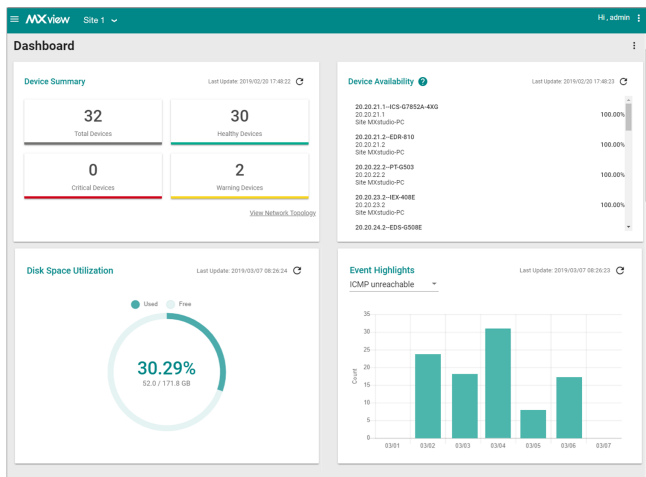 MXview Site 1
Hi , admin
Dashboard
Device Summary
Last Update: 2019/02/20 17:48:22
32
Total Devices
30
Healthy Devices
0
Critical Devices
2
Warning Devices
View Network Topology
Device Availability ?
Last Update: 2019/02/20 17:48:23
20.20.21.1--ICS-G7852A-4XG
20.20.21.1
Site MXstudio-PC
100.00%
20.20.21.2--EDR-810
20.20.21.2
Site MXstudio-PC
100.00%
20.20.22.2--PT-G503
20.20.22.2
Site MXstudio-PC
100.00%
20.20.23.2--IEX-408E
20.20.23.2
Site MXstudio-PC
100.00%
20.20.24.2--EDS-G508E
Disk Space Utilization
Last Update: 2019/03/07 08:26:24
Used Free
30.29%
52.0 / 171.8 GB
Event Highlights
Last Update: 2019/03/07 08:26:23
ICMP unreachable
Count
35
30
25
20
15
10
5
0
03/01 03/02 03/03 03/04 03/05 03/06 03/07